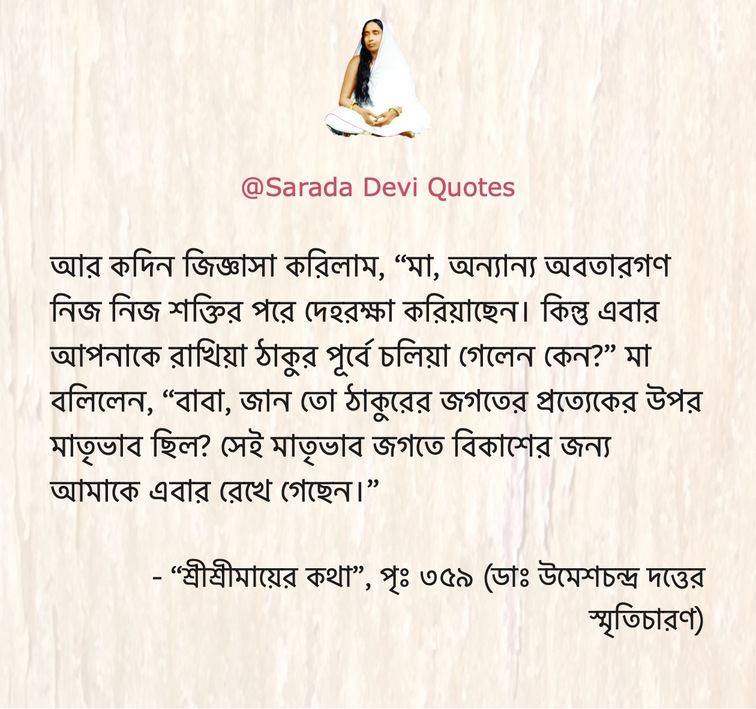 @Sarada Devi Quotes
আর কদিন জিজ্ঞাসা করিলাম, “মা, অন্যান্য অবতারগণ
নিজ নিজ শক্তির পরে দেহরক্ষা করিয়াছেন। কিন্তু এবার
আপনাকে রাখিয়া ঠাকুর পূর্বে চলিয়া গেলেন কেন?” মা
বলিলেন, “বাবা, জান তো ঠাকুরের জগতের প্রত্যেকের উপর
মাতৃভাব ছিল? সেই মাতৃভাব জগতে বিকাশের জন্য
আমাকে এবার রেখে গেছেন।”
- “শ্রীশ্রীমায়ের কথা”, পৃঃ ৩৫৯ (ডাঃ উমেশচন্দ্র দত্তের
স্মৃতিচারণ)